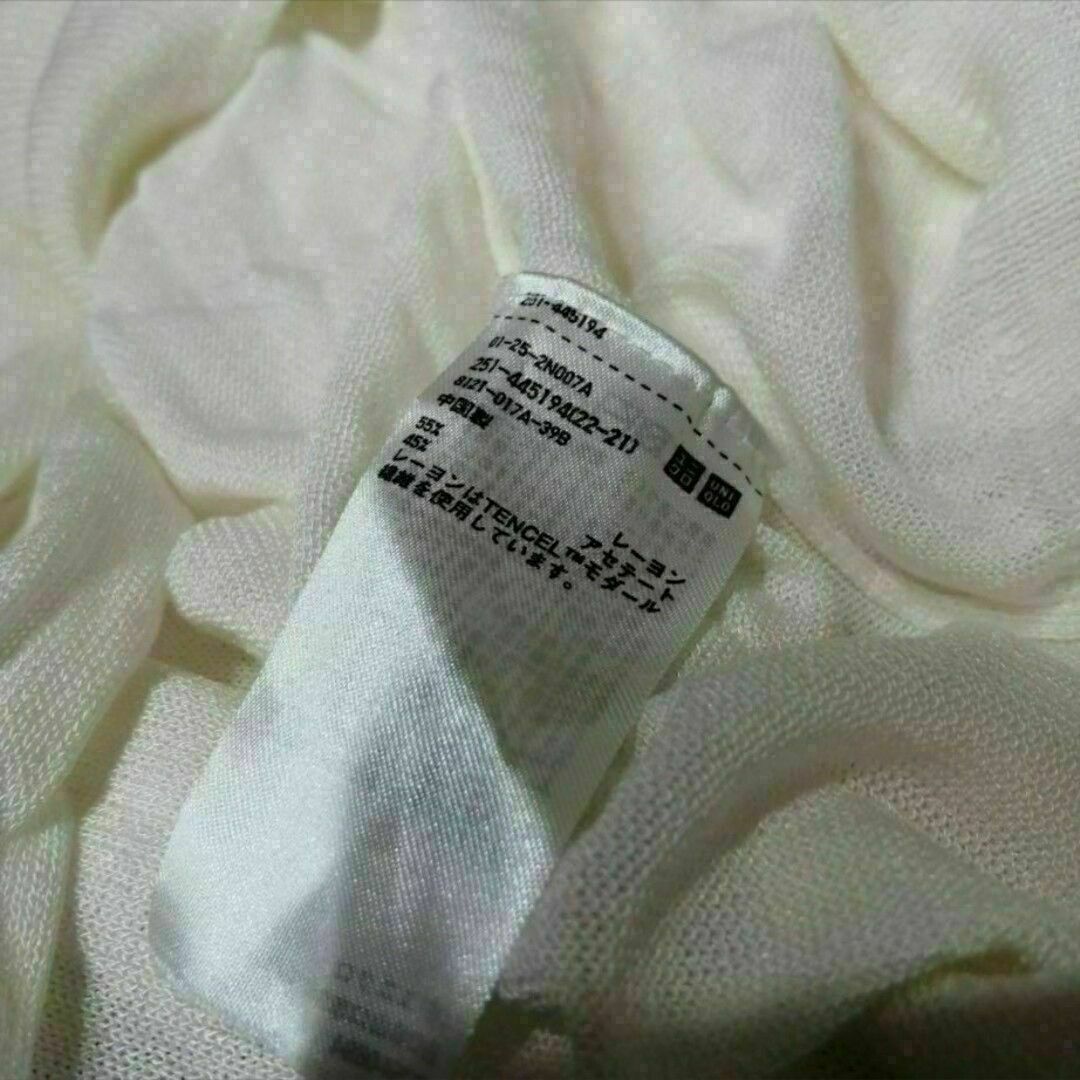 251-445194
01-25-2N007A
251-445194(22-21)
8121-017A-39B
中国製
UNI QLO
レーヨン 55%
アセテート 45%
レーヨンはTENCEL™モダール
繊維を使用しています。